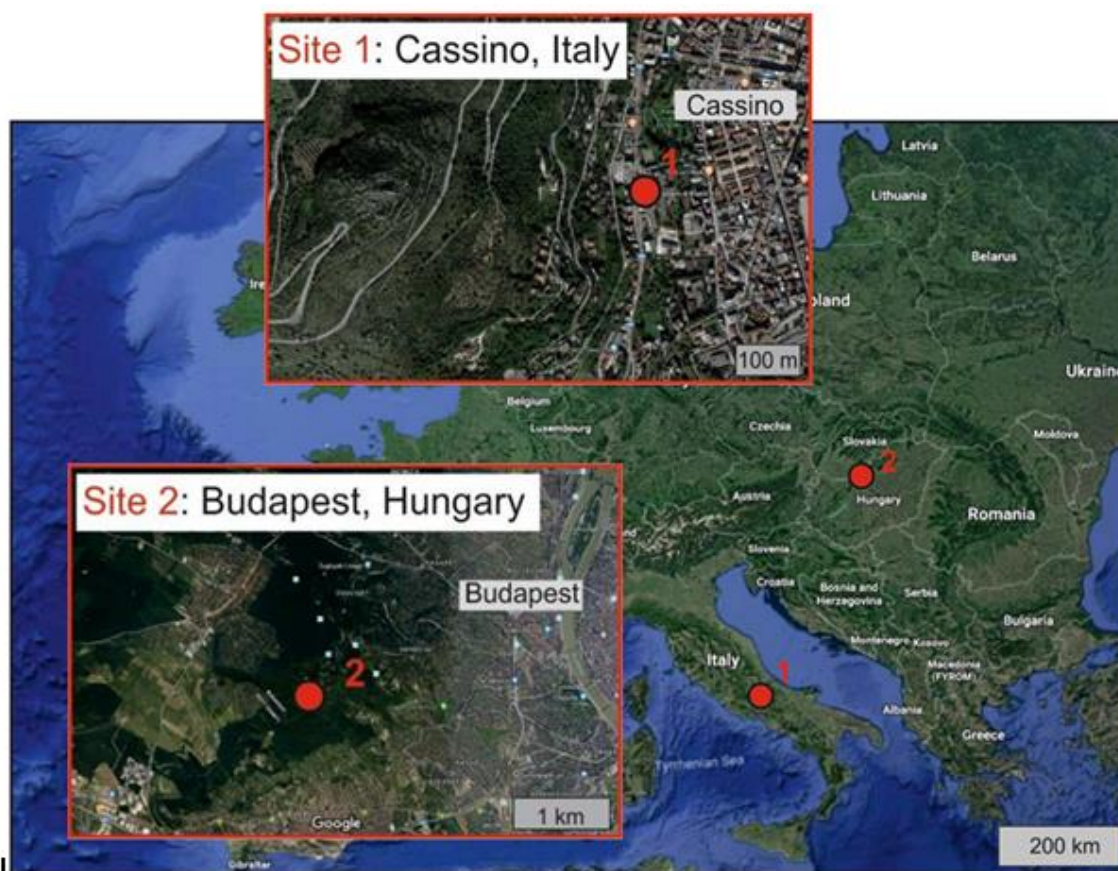 Site 1: Cassino, Italy
Cassino
1
100 m
Latvia
Lithuania
Belarus
Ire
oland
Ukraine
Belgium
Luxembourg
Czechia
Slovakia
Moldova
2
Austria
Hungary
Romania
Slovenia
Croatia
Bosnia and
Herzegovina
Serbia
Bulgaria
Montenegro
Kosovo
Italy
1
Macedonia
(FYROM)
Albania
Greece
Tyrrhenian Sea
200 km
Site 2: Budapest, Hungary
Budapest
2
Google
1 km
Gibraltar